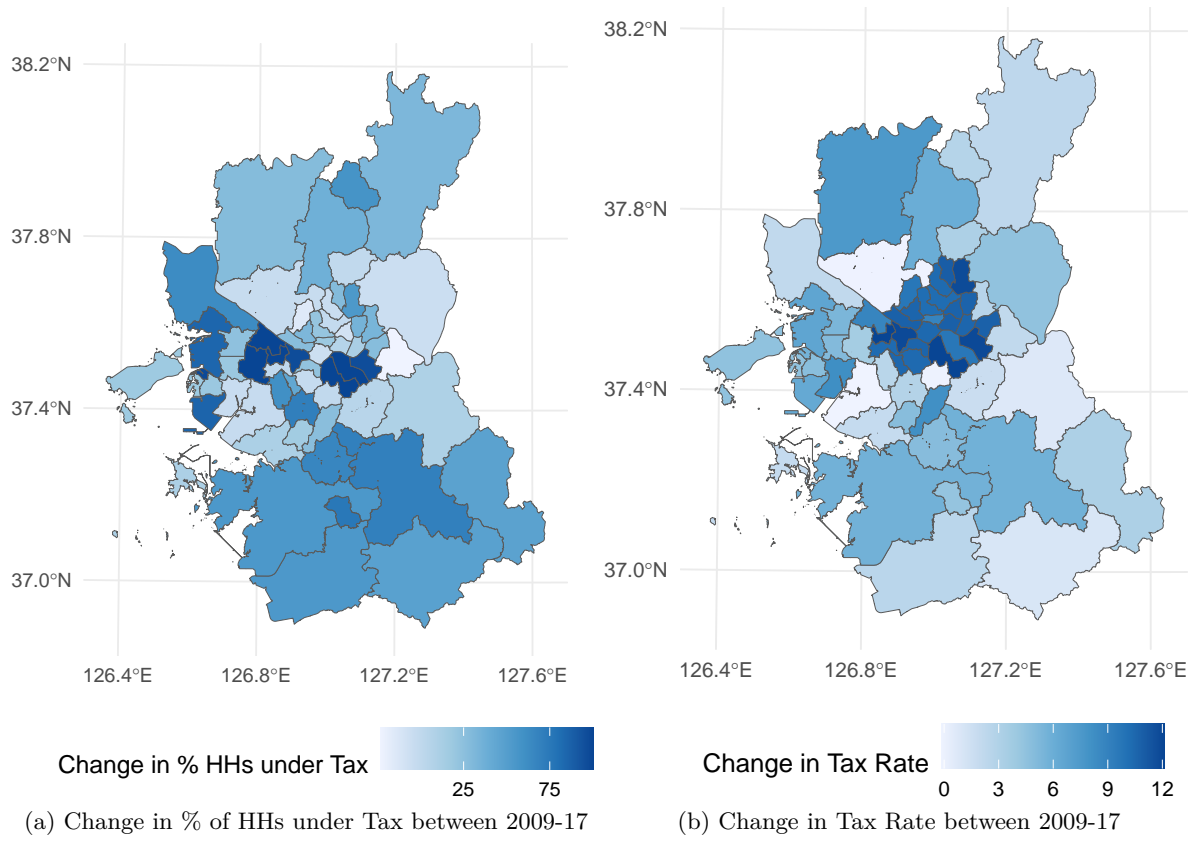 38.2°N
37.8°N
37.4°N
37.0°N
126.4°E 126.8°E 127.2°E 127.6°E
Change in % HHs under Tax
25 75
(a) Change in % of HHs under Tax between 2009-17
38.2°N
37.8°N
37.4°N
37.0°N
126.4°E 126.8°E 127.2°E 127.6°E
Change in Tax Rate
0 3 6 9 12
(b) Change in Tax Rate between 2009-17